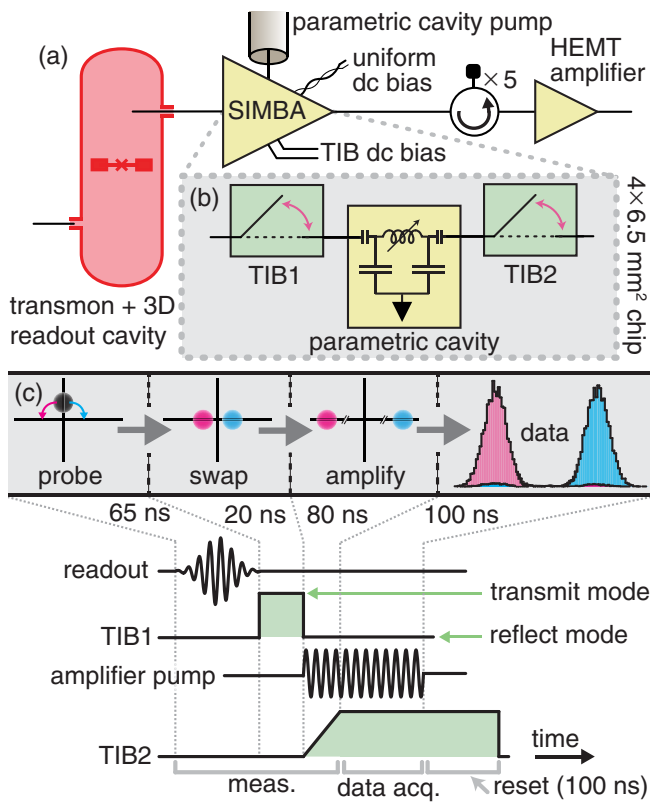 parametric cavity pump
(a)
uniform
dc bias
HEMT
amplifier
SIMBA
×5
TIB dc bias
(b)
TIB1
TIB2
parametric cavity
4×6.5 mm² chip
transmon + 3D
readout cavity
(c)
probe
swap
amplify
data
65 ns
20 ns
80 ns
100 ns
readout
transmit mode
TIB1
reflect mode
amplifier pump
TIB2
time
meas.
data acq.
reset (100 ns)